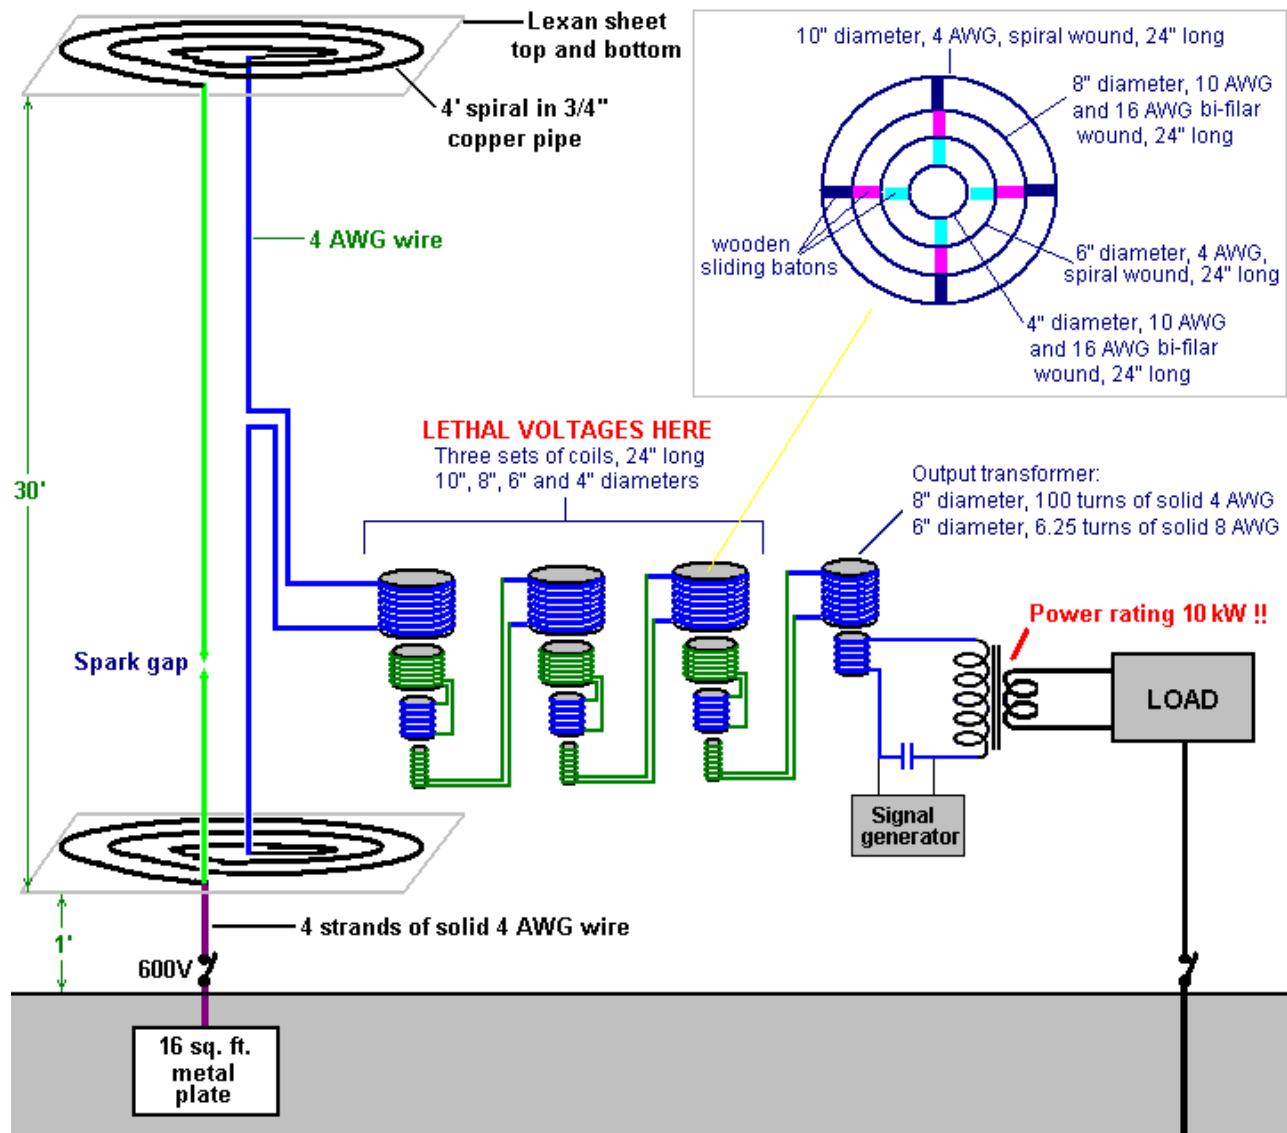 Lexan sheet
top and bottom
4' spiral in 3/4"
copper pipe
4 AWG wire
30'
Spark gap
10" diameter, 4 AWG, spiral wound, 24" long
8" diameter, 10 AWG
and 16 AWG bi-filar
wound, 24" long
wooden
sliding batons
6" diameter, 4 AWG,
spiral wound, 24" long
4" diameter, 10 AWG
and 16 AWG bi-filar
wound, 24" long
LETHAL VOLTAGES HERE
Three sets of coils, 24" long
10", 8", 6" and 4" diameters
Output transformer:
8" diameter, 100 turns of solid 4 AWG
6" diameter, 6.25 turns of solid 8 AWG
Power rating 10 kW !!
LOAD
Signal
generator
4 strands of solid 4 AWG wire
1'
600V
16 sq. ft.
metal
plate